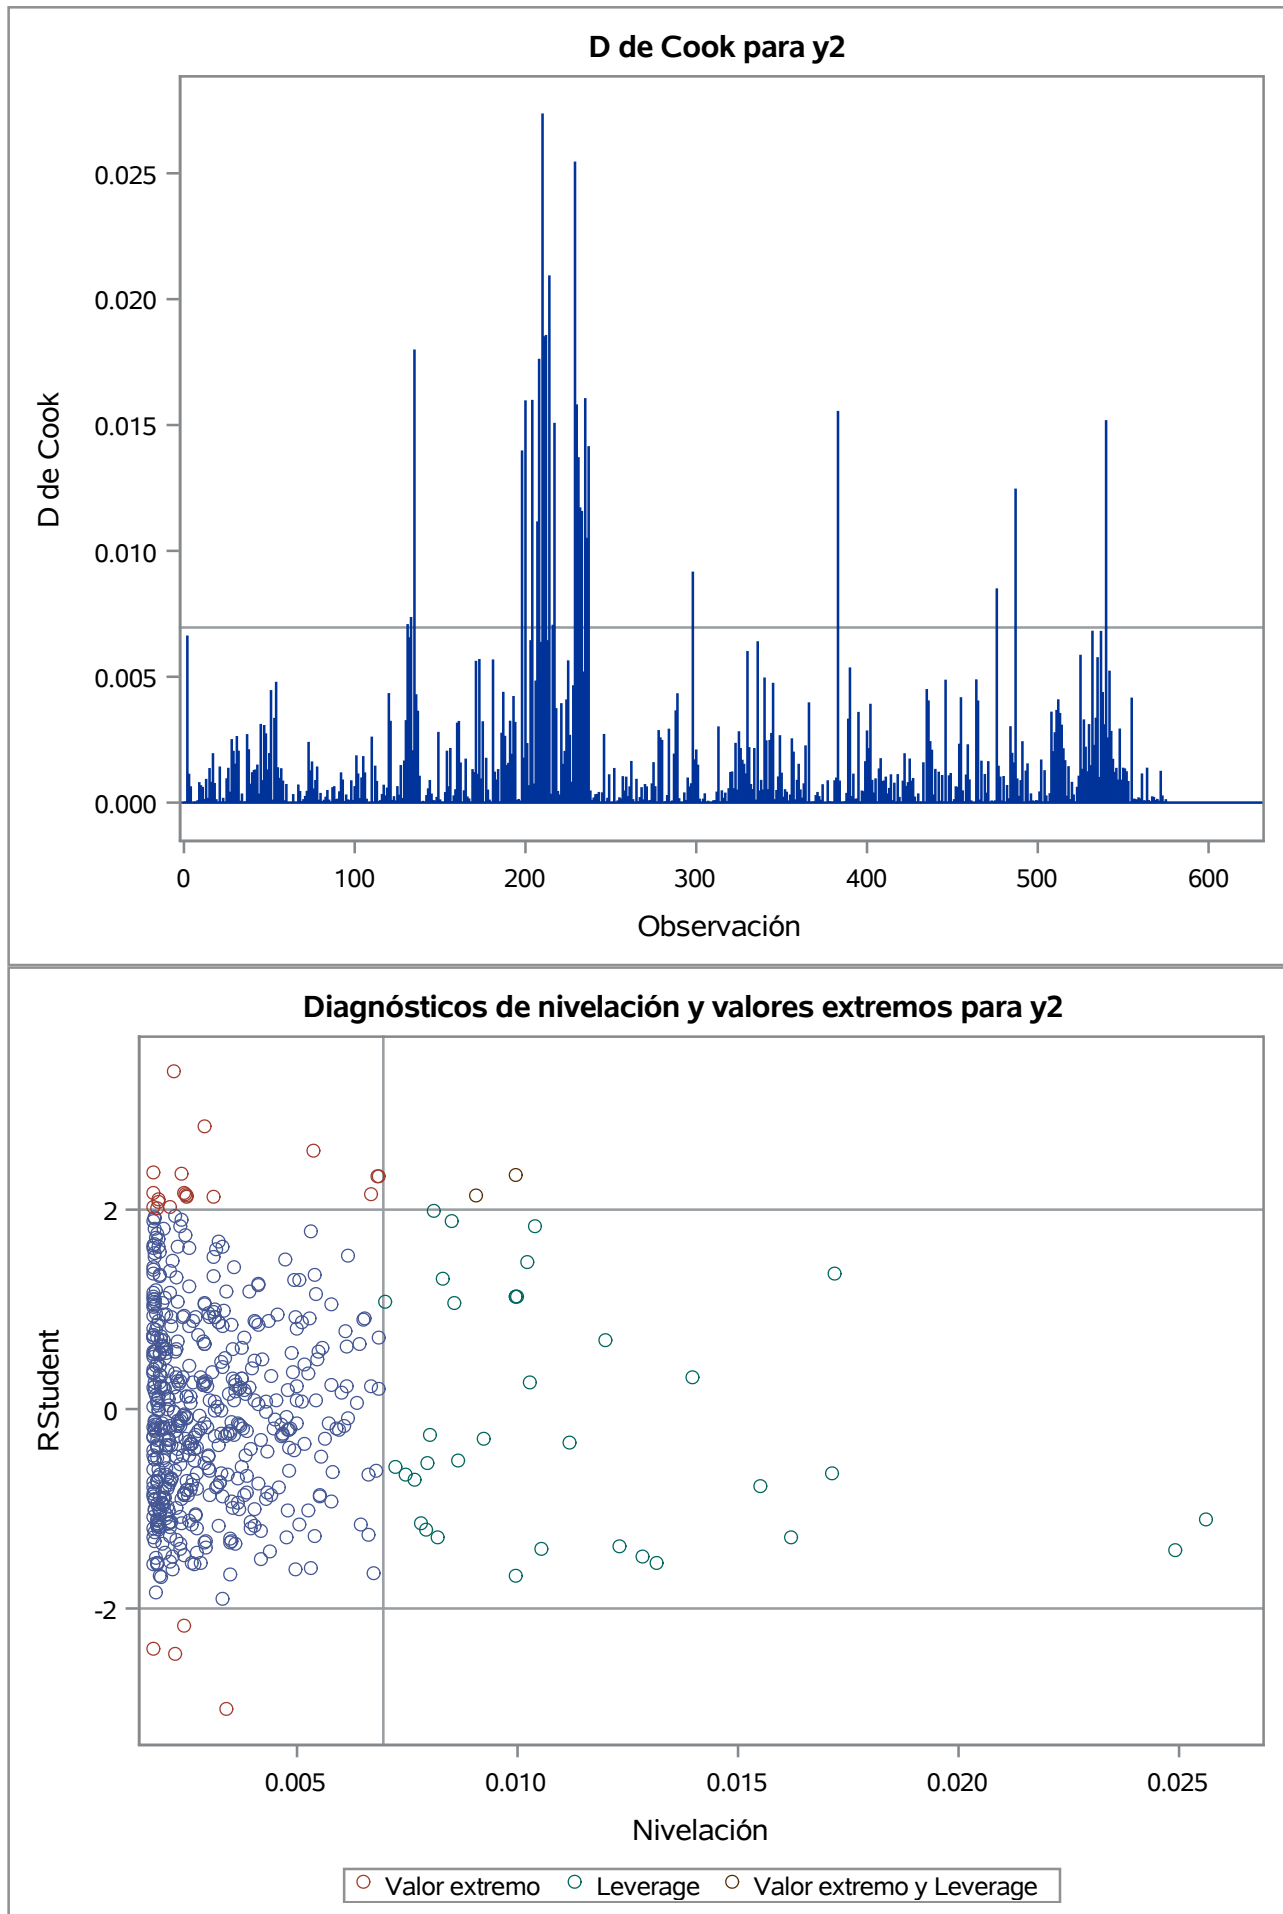 D de Cook para y2
0.025
0.020
0.015
0.010
0.005
0.000
D de Cook
0 100 200 300 400 500 600
Observación
Diagnósticos de nivelación y valores extremos para y2
2
0
-2
RStudent
0.005 0.010 0.015 0.020 0.025
Nivelación
Valor extremo Leverage Valor extremo y Leverage